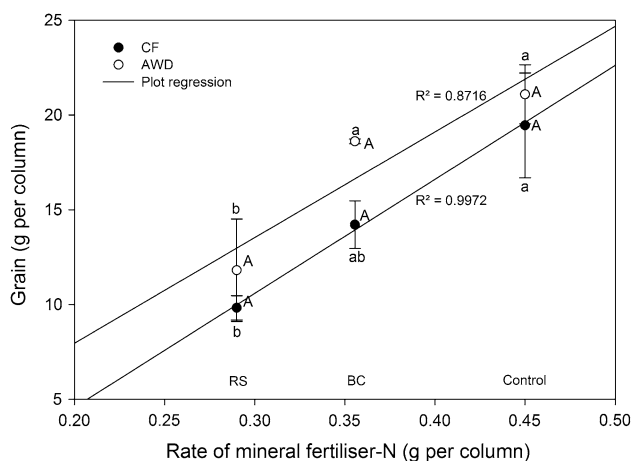 25
CF
AWD
Plot regression
a
R² = 0.8716
A
A
a
20
a
A
b
R² = 0.9972
15
A
ab
A
10
A
b
5
RS
BC
Control
0.20
0.25
0.30
0.35
0.40
0.45
0.50
Grain (g per column)
Rate of mineral fertiliser-N (g per column)